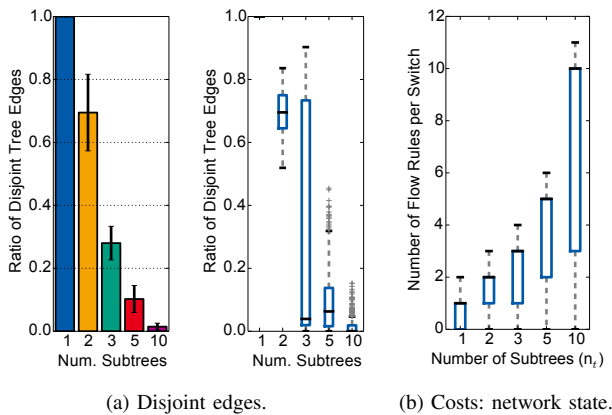 Ratio of Disjoint Tree Edges
1.0
0.8
0.6
0.4
0.2
0.0
1 2 3 5 10
Num. Subtrees
Ratio of Disjoint Tree Edges
1.0
0.8
0.6
0.4
0.2
0.0
1 2 3 5 10
Num. Subtrees
(a) Disjoint edges.
Number of Flow Rules per Switch
12
10
8
6
4
2
0
1 2 3 5 10
Number of Subtrees (nₜ)
(b) Costs: network state.